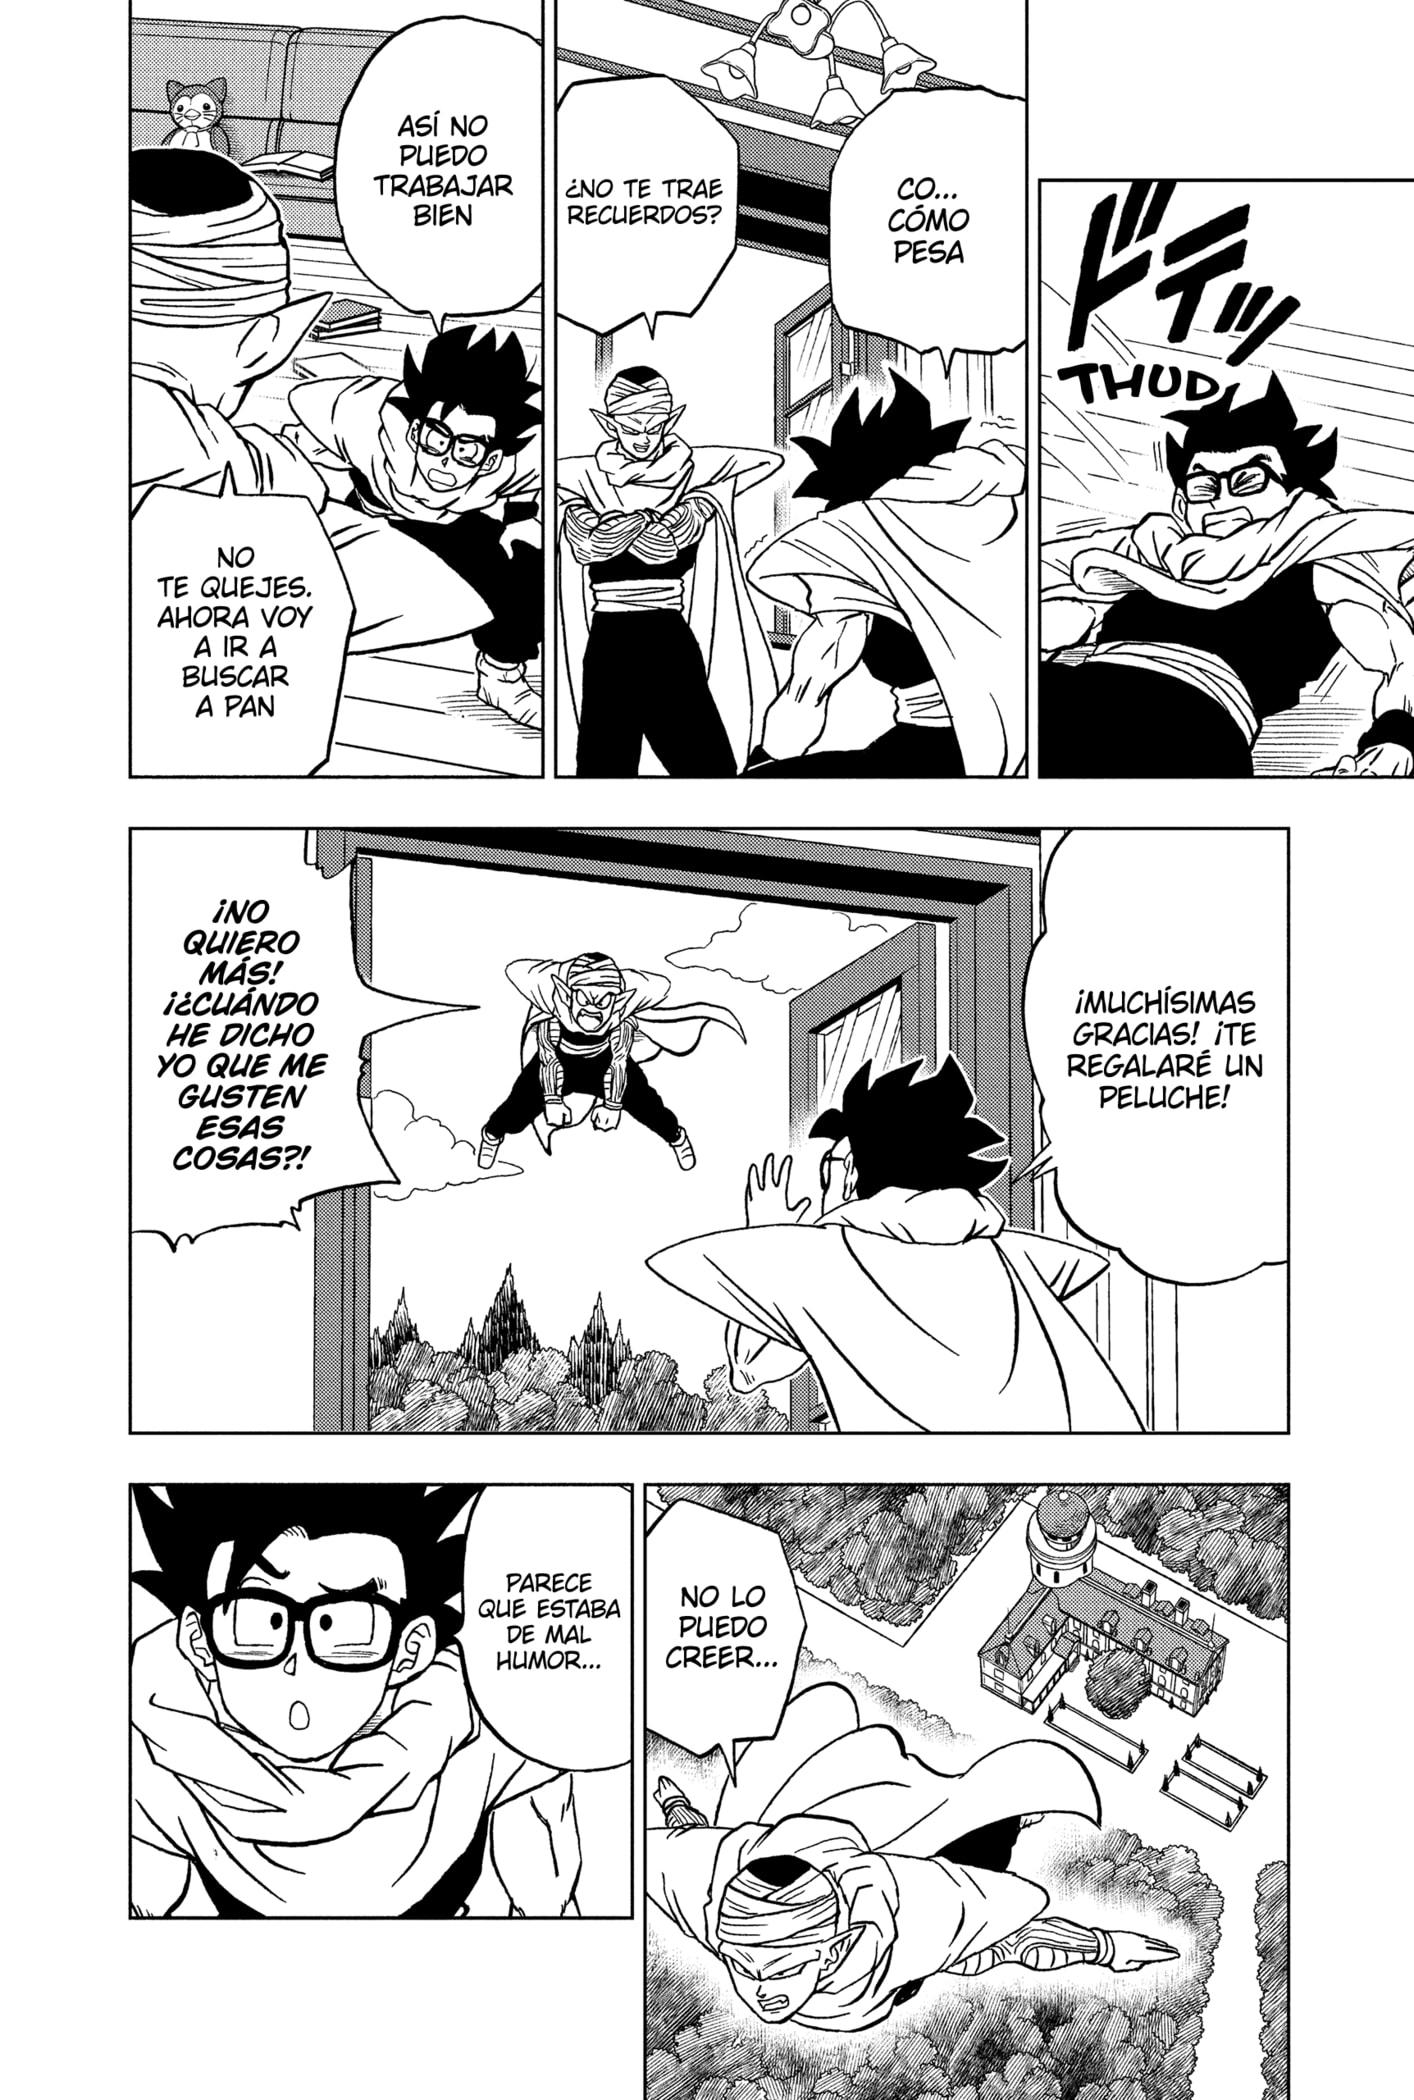 ドテッ
THUD
CO...
CÓMO
PESA
¿NO TE TRAE
RECUERDOS?
ASÍ NO
PUEDO
TRABAJAR
BIEN
NO
TE QUEJES.
AHORA VOY
A IR A
BUSCAR
A PAN
¡MUCHÍSIMAS
GRACIAS! ¡TE
REGALARÉ UN
PELUCHE!
¡NO
QUIERO
MÁS!
¡¿CUÁNDO
HE DICHO
YO QUE ME
GUSTEN
ESAS
COSAS?!
NO LO
PUEDO
CREER...
PARECE
QUE ESTABA
DE MAL
HUMOR...